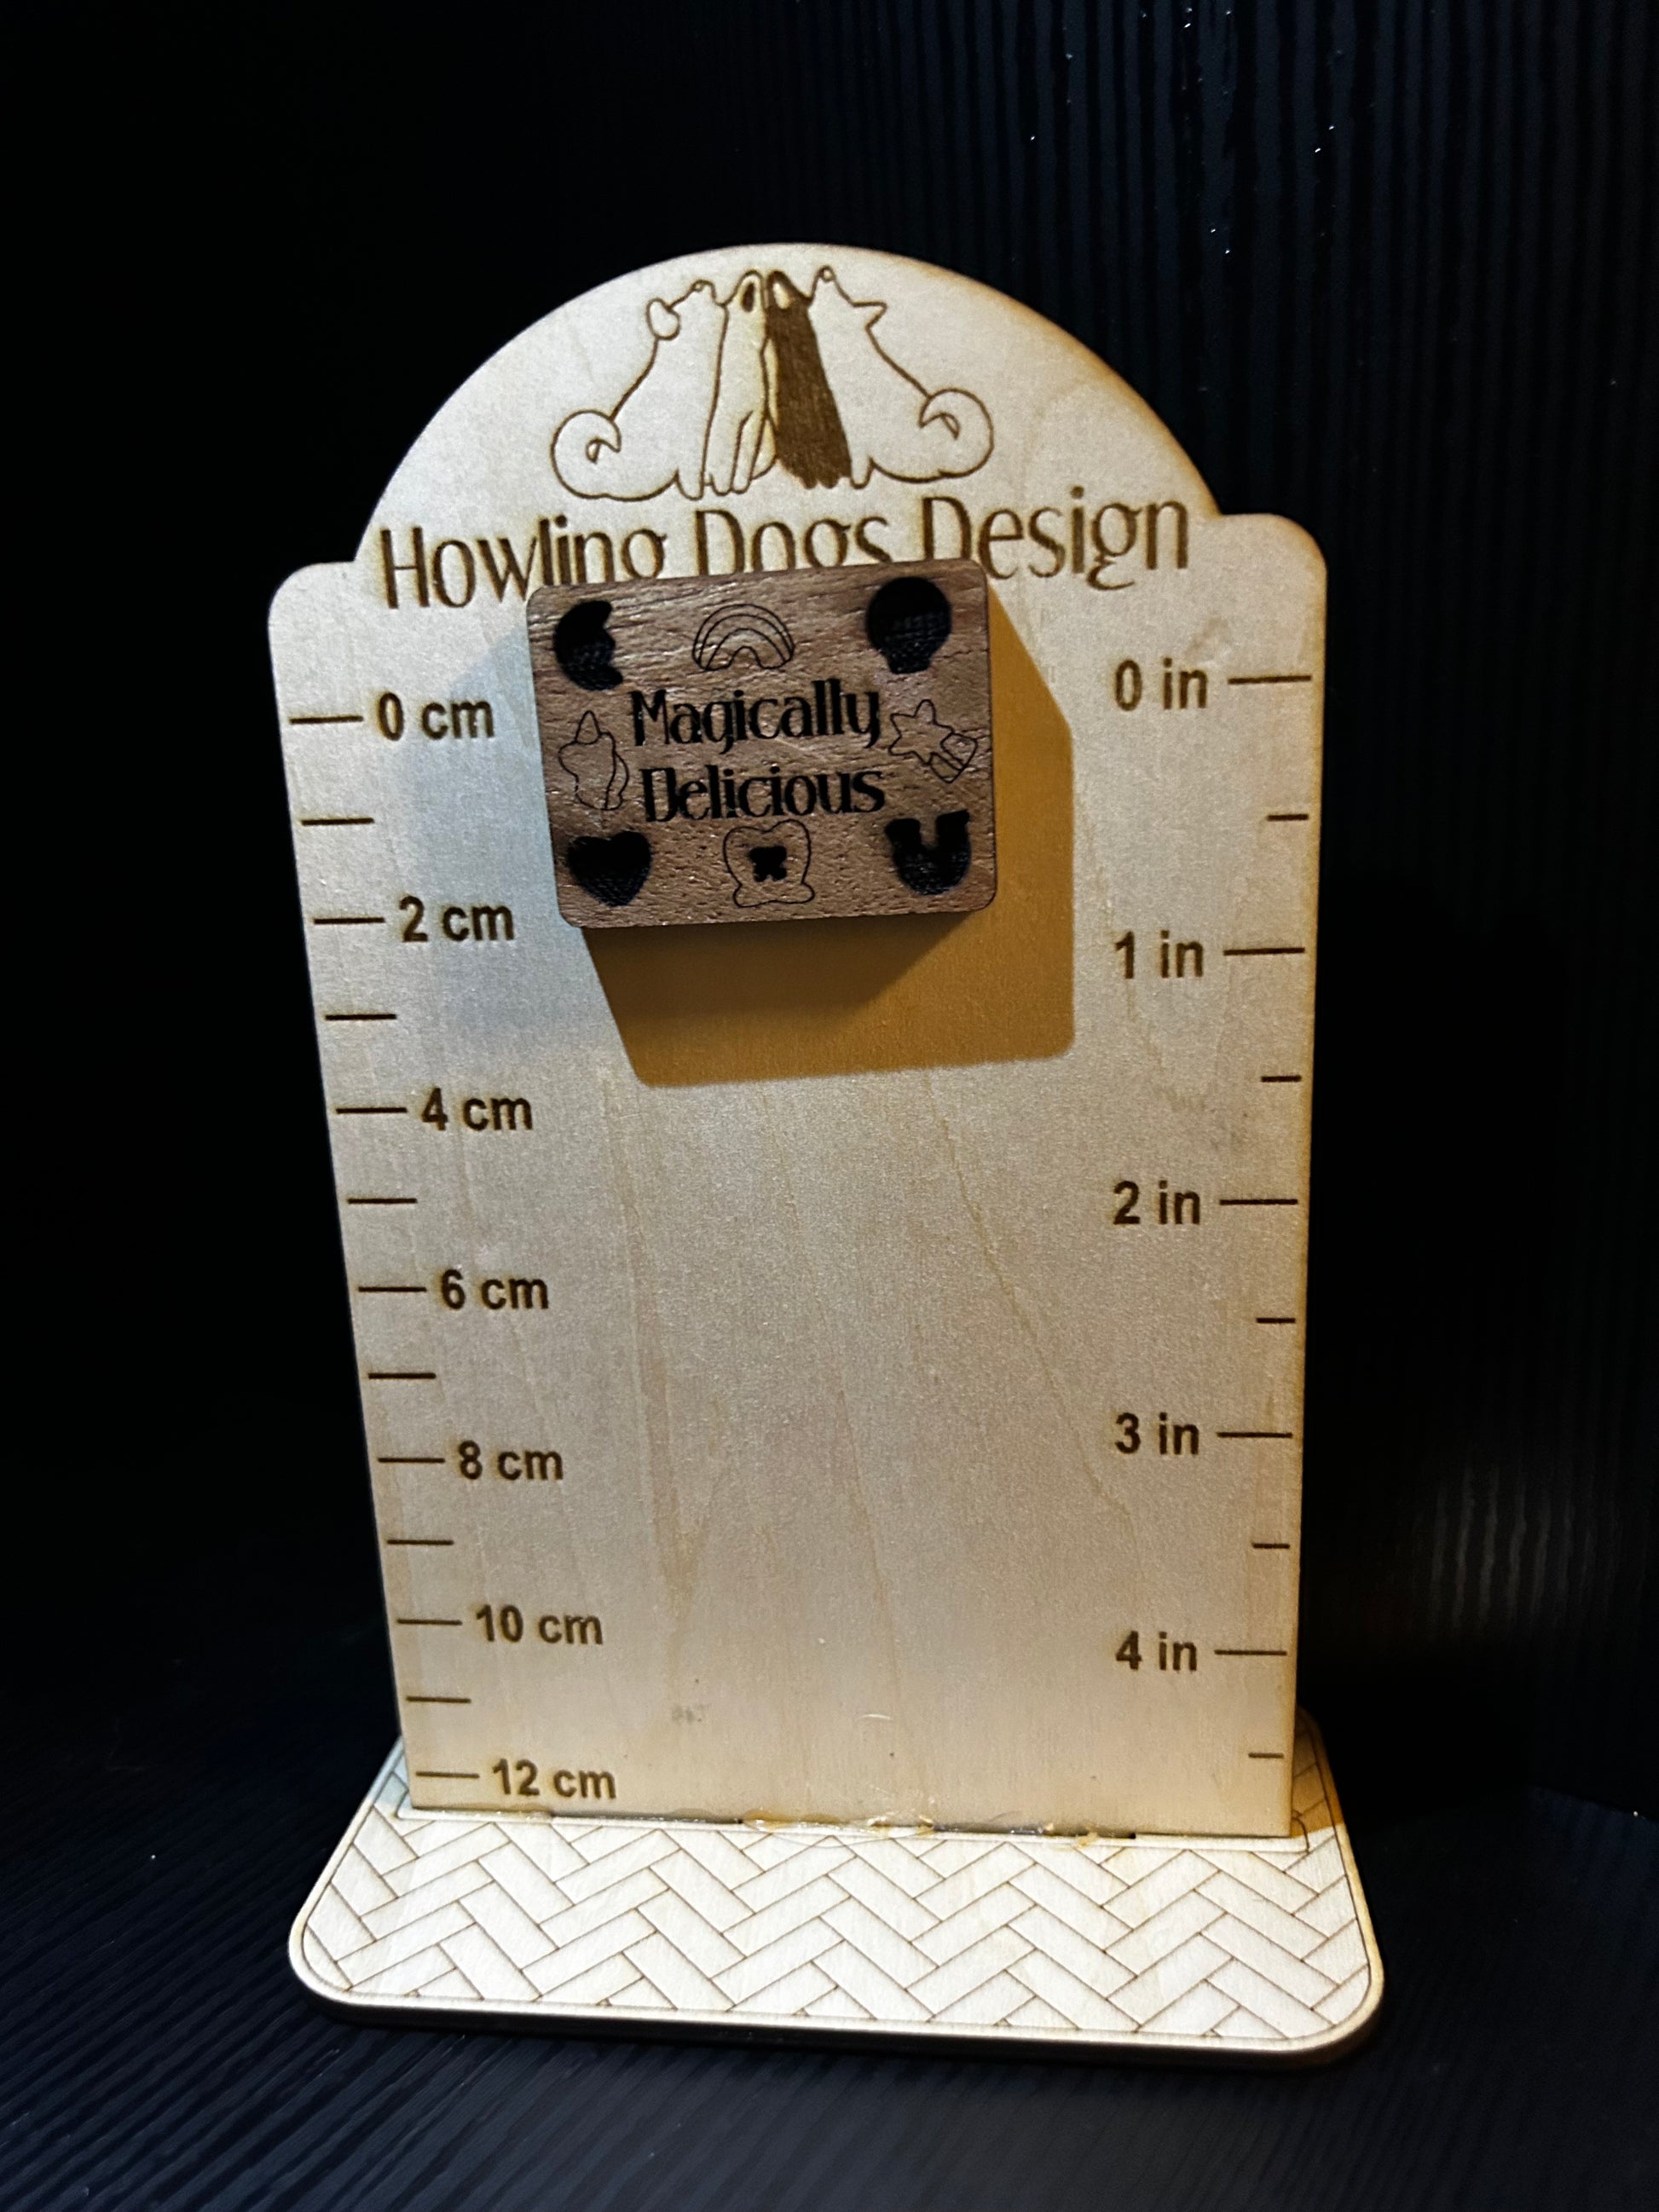 Howling Dogs Design
Magically
Delicious
0 cm
2 cm
4 cm
6 cm
8 cm
10 cm
12 cm
0 in
1 in
2 in
3 in
4 in